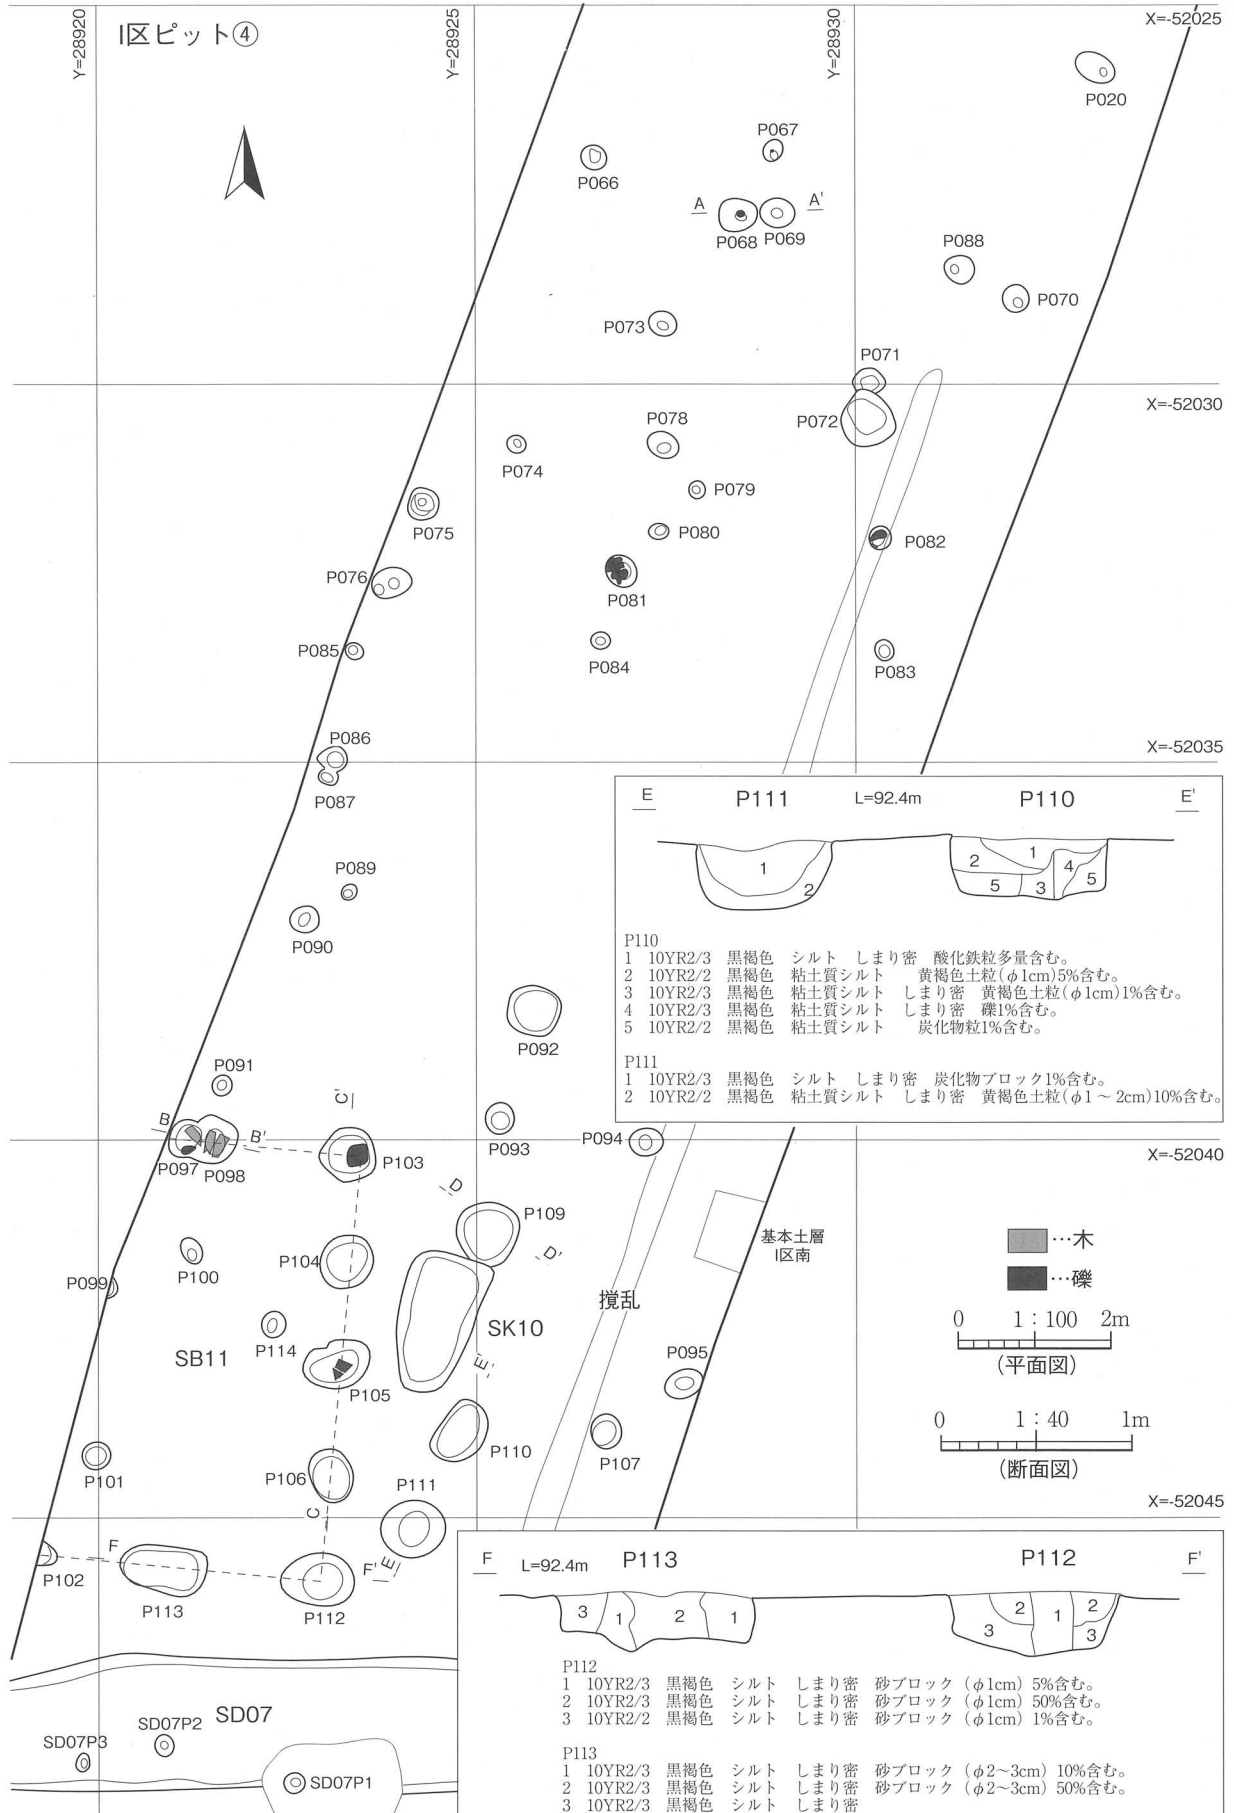 I区ピット④
Y=28920
Y=28925
Y=28930
X=-52025
P020
P067
P066
A
A'
P068 P069
P088
P070
P073
P071
X=-52030
P072
P078
P074
P079
P075
P080
P082
P076
P081
P085
P084
P083
P086
X=-52035
P087
P089
P090
P092
P091
C'
B
B'
P093
P094
P097
P098
P103
X=-52040
D
P109
D'
P104
P100
P099
基本土層
I区南
…木
…礫
撹乱
SK10
P114
SB11
E'
P095
P105
0 1：100 2m
(平面図)
P110
P107
P101
P106
P111
0 1：40 1m
(断面図)
C
X=-52045
F
F'
E
P102
P113
P112
SD07
SD07P2
SD07P3
SD07P1
E P111 L=92.4m P110 E'
1
2
2
1
4
5
3
5
P110
1 10YR2/3 黒褐色 シルト しまり密 酸化鉄粒多量含む。
2 10YR2/2 黒褐色 粘土質シルト 黄褐色土粒(φ1cm)5%含む。
3 10YR2/3 黒褐色 粘土質シルト しまり密 黄褐色土粒(φ1cm)1%含む。
4 10YR2/3 黒褐色 粘土質シルト しまり密 礫1%含む。
5 10YR2/2 黒褐色 粘土質シルト 炭化物粒1%含む。
P111
1 10YR2/3 黒褐色 シルト しまり密 炭化物ブロック1%含む。
2 10YR2/2 黒褐色 粘土質シルト しまり密 黄褐色土粒(φ1～2cm)10%含む。
F L=92.4m P113 P112 F'
3 1 2 1
3 2 1 2
3
P112
1 10YR2/3 黒褐色 シルト しまり密 砂ブロック（φ1cm）5%含む。
2 10YR2/3 黒褐色 シルト しまり密 砂ブロック（φ1cm）50%含む。
3 10YR2/2 黒褐色 シルト しまり密 砂ブロック（φ1cm）1%含む。
P113
1 10YR2/3 黒褐色 シルト しまり密 砂ブロック（φ2～3cm）10%含む。
2 10YR2/3 黒褐色 シルト しまり密 砂ブロック（φ2～3cm）50%含む。
3 10YR2/3 黒褐色 シルト しまり密